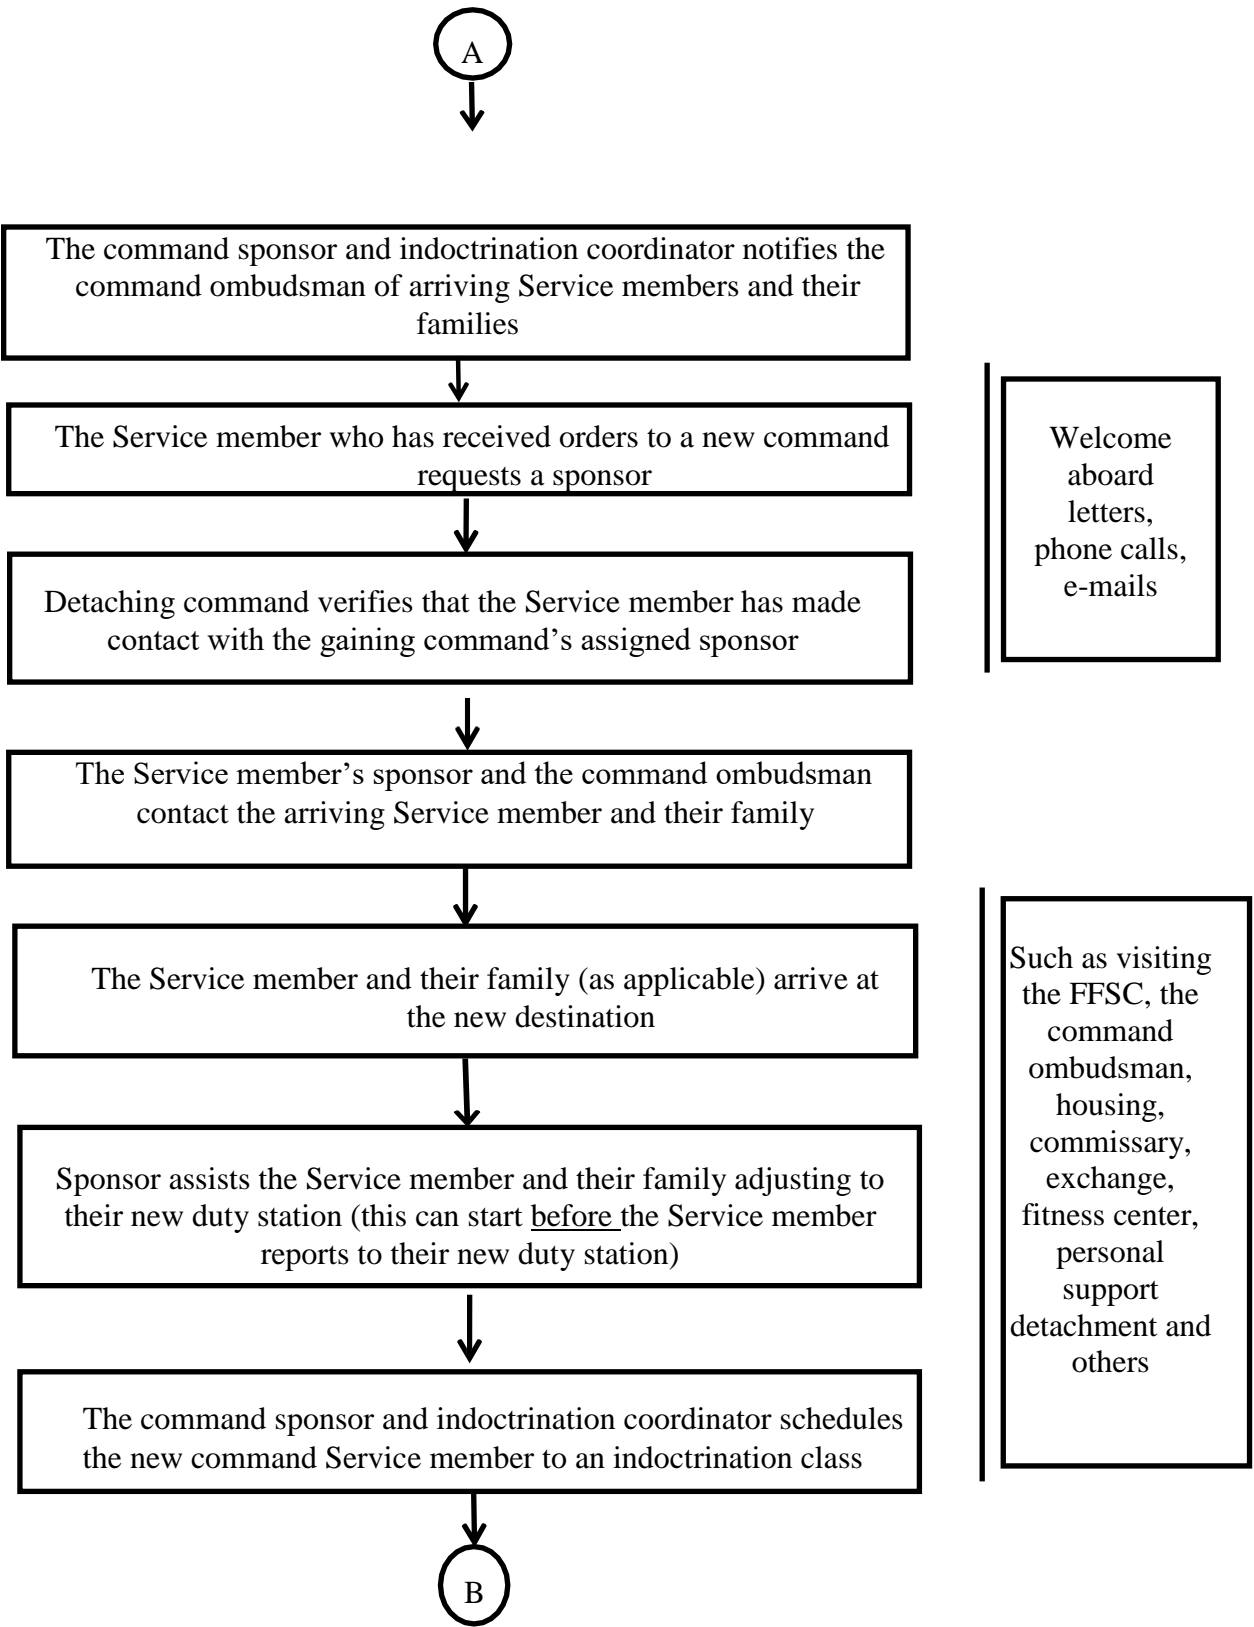 A
The command sponsor and indoctrination coordinator notifies the
command ombudsman of arriving Service members and their
families
The Service member who has received orders to a new command
requests a sponsor
Welcome
aboard
letters,
phone calls,
e-mails
Detaching command verifies that the Service member has made
contact with the gaining command’s assigned sponsor
The Service member’s sponsor and the command ombudsman
contact the arriving Service member and their family
The Service member and their family (as applicable) arrive at
the new destination
Sponsor assists the Service member and their family adjusting to
their new duty station (this can start before the Service member
reports to their new duty station)
Such as visiting
the FFSC, the
command
ombudsman,
housing,
commissary,
exchange,
fitness center,
personal
support
detachment and
others
The command sponsor and indoctrination coordinator schedules
the new command Service member to an indoctrination class
B